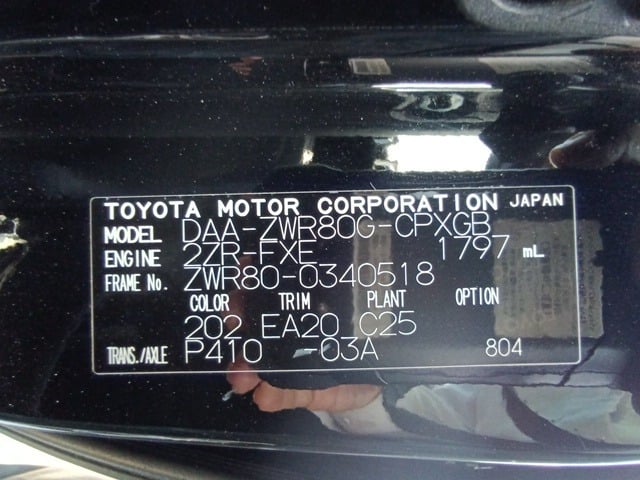 TOYOTA MOTOR CORPORATION JAPAN
MODEL DAA-ZWR80G-CPXGB
ENGINE 2ZR-FXE 1797 mL
FRAME No. ZWR80-0340518
COLOR TRIM PLANT OPTION
202 EA20 C25
TRANS./AXLE P410 -03A 804